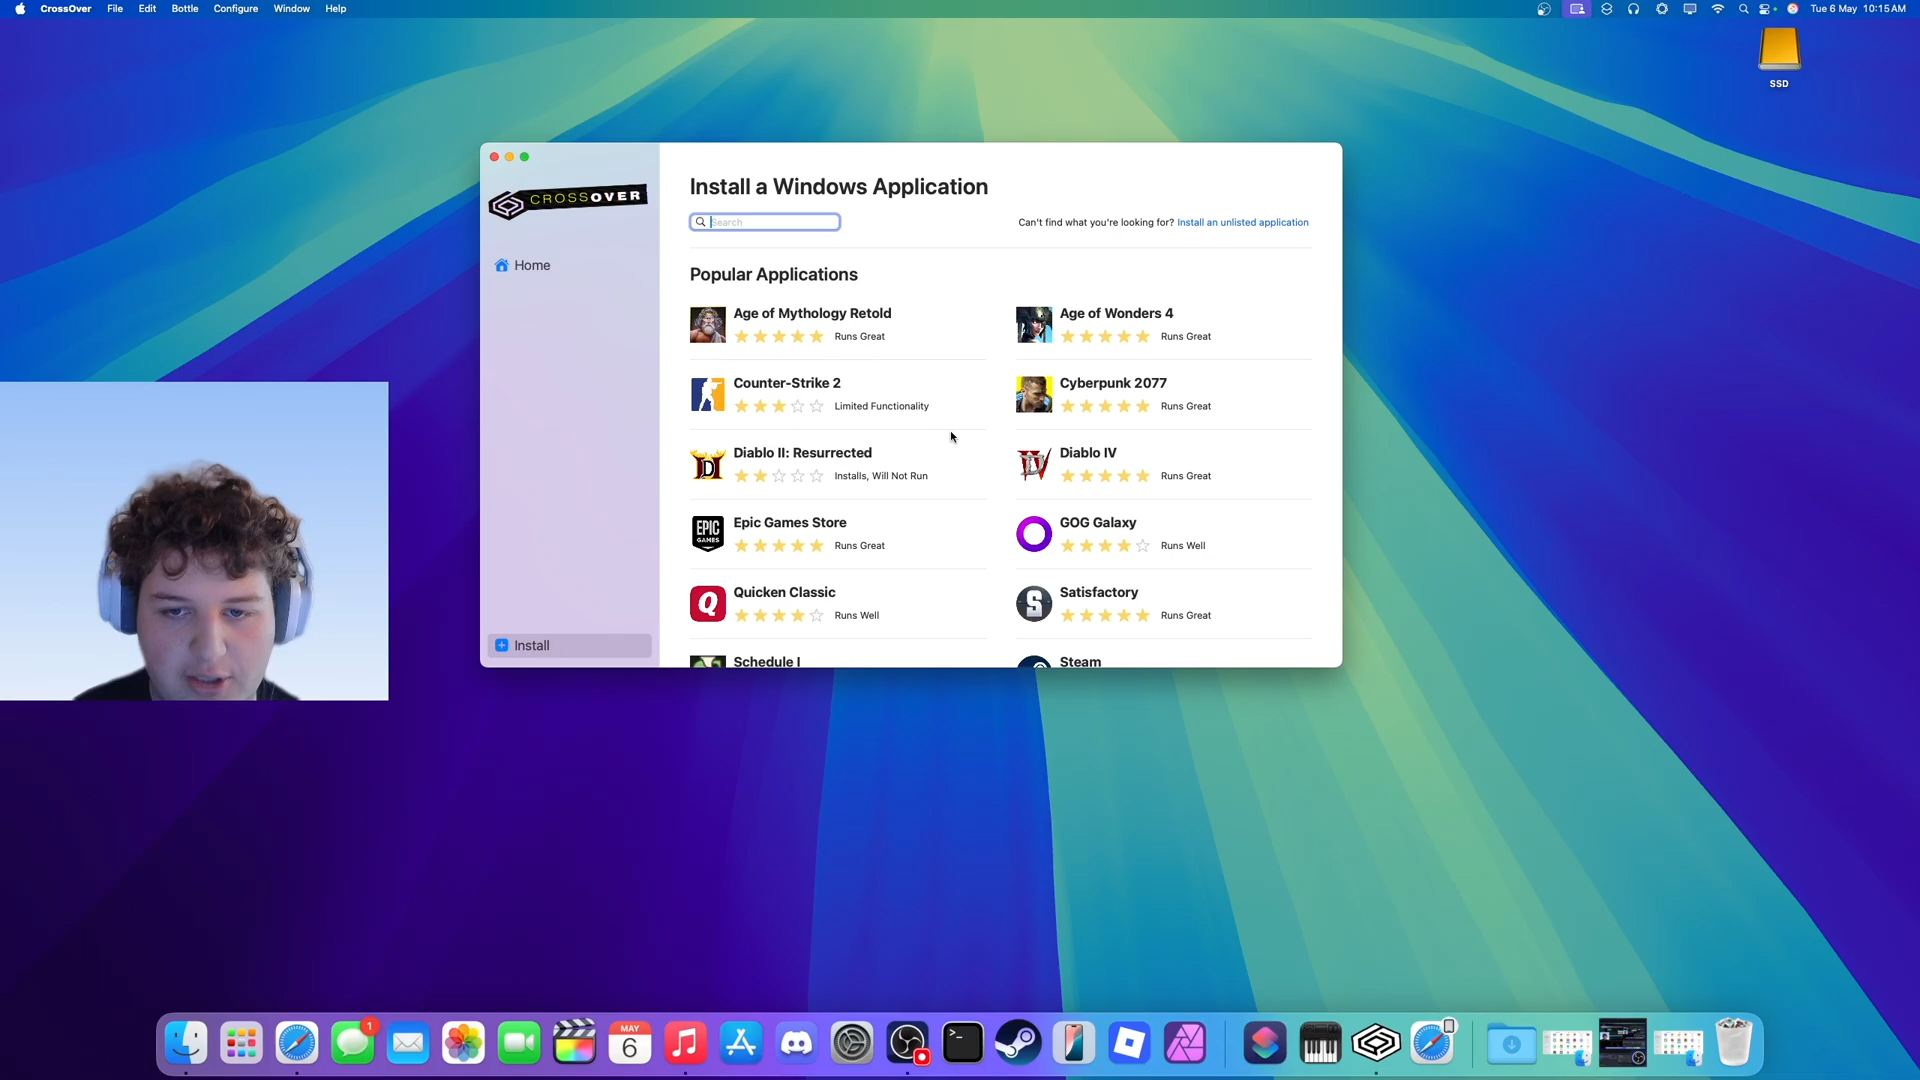 CrossOver File Edit Bottle Configure Window Help
Tue 6 May 10:15 AM
SSD
CROSSOVER
Home
Install
Install a Windows Application
Search
Can't find what you're looking for? Install an unlisted application
Popular Applications
Age of Mythology Retold
Runs Great
Age of Wonders 4
Runs Great
Counter-Strike 2
Limited Functionality
Cyberpunk 2077
Runs Great
Diablo II: Resurrected
Installs, Will Not Run
Diablo IV
Runs Great
EPIC
GAMES
Epic Games Store
Runs Great
GOG Galaxy
Runs Well
Quicken Classic
Runs Well
Satisfactory
Runs Great
Schedule I
Steam
1
MAY
6